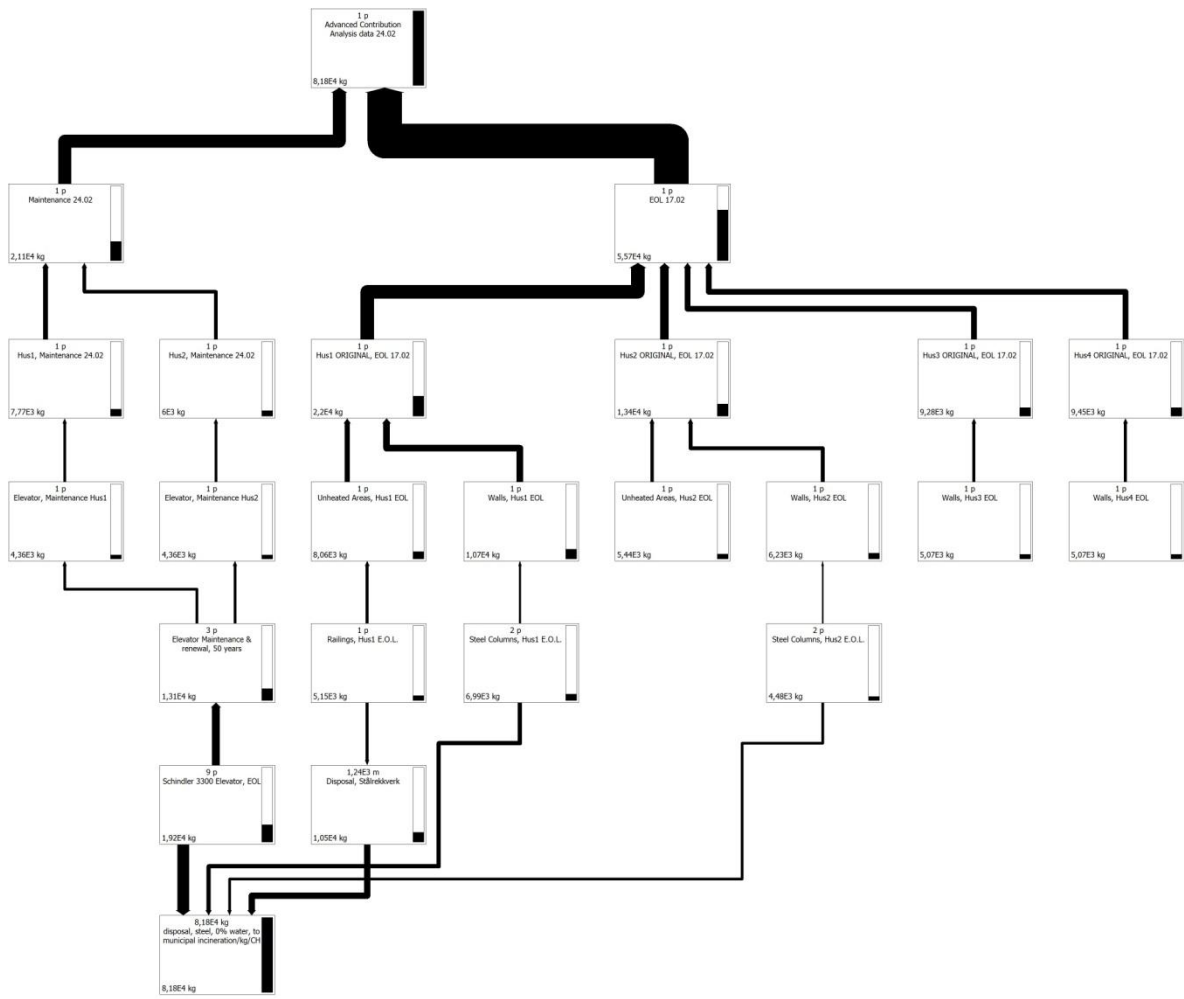 1 p
Advanced Contribution
Analysis data 24.02
8,18E4 kg
1 p
Maintenance 24.02
2,11E4 kg
1 p
EOL 17.02
5,57E4 kg
1 p
Hus1, Maintenance 24.02
7,77E3 kg
1 p
Hus2, Maintenance 24.02
6E3 kg
1 p
Hus1 ORIGINAL, EOL 17.02
2,2E4 kg
1 p
Hus2 ORIGINAL, EOL 17.02
1,34E4 kg
1 p
Hus3 ORIGINAL, EOL 17.02
9,28E3 kg
1 p
Hus4 ORIGINAL, EOL 17.02
9,45E3 kg
1 p
Elevator, Maintenance Hus1
4,36E3 kg
1 p
Elevator, Maintenance Hus2
4,36E3 kg
1 p
Unheated Areas, Hus1 EOL
8,06E3 kg
1 p
Walls, Hus1 EOL
1,07E4 kg
1 p
Unheated Areas, Hus2 EOL
5,44E3 kg
1 p
Walls, Hus2 EOL
6,23E3 kg
1 p
Walls, Hus3 EOL
5,07E3 kg
1 p
Walls, Hus4 EOL
5,07E3 kg
3 p
Elevator Maintenance &
renewal, 50 years
1,31E4 kg
1 p
Railings, Hus1 E.O.L.
5,15E3 kg
2 p
Steel Columns, Hus1 E.O.L.
6,99E3 kg
2 p
Steel Columns, Hus2 E.O.L.
4,48E3 kg
9 p
Schindler 3300 Elevator, EOL
1,92E4 kg
1,24E3 m
Disposal, Stålrekkverk
1,05E4 kg
8,18E4 kg
disposal, steel, 0% water, to
municipal incineration/kg/CH
8,18E4 kg